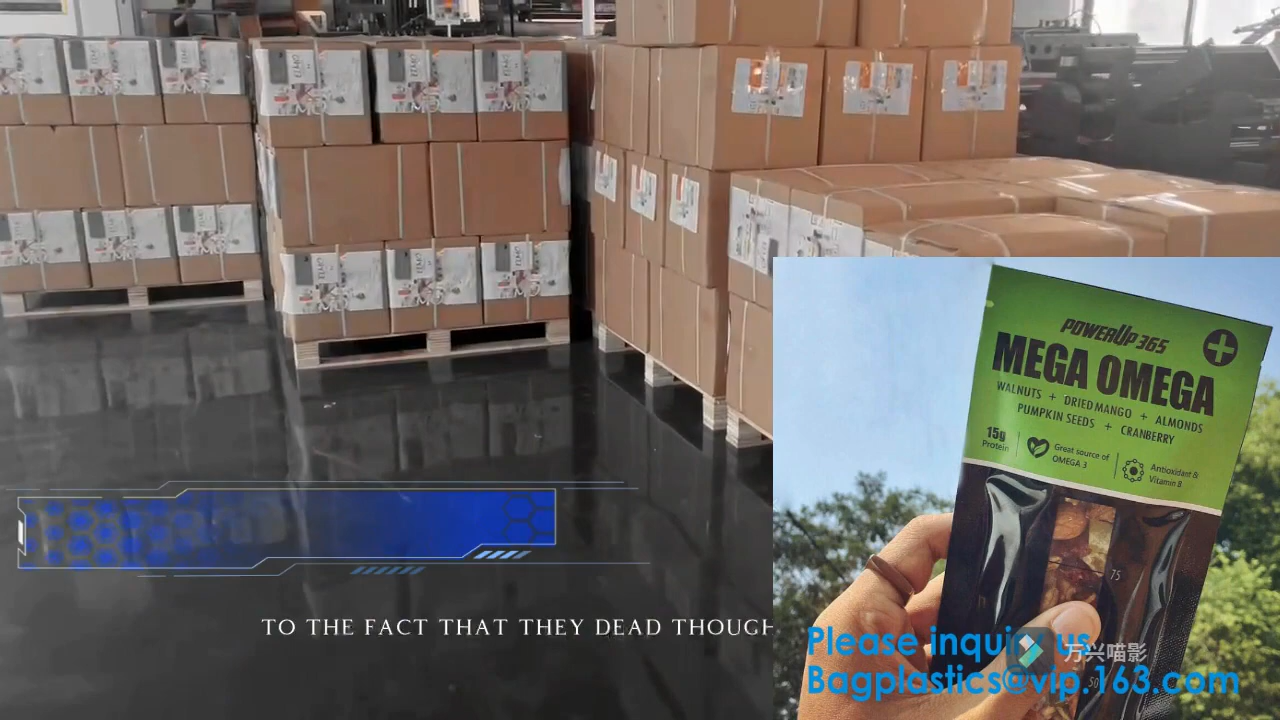 POWERUP 365
MEGA OMEGA
WALNUTS + DRIED MANGO + ALMONDS
PUMPKIN SEEDS + CRANBERRY
15g
Protein
Great source of
OMEGA 3
Antioxidant &
Vitamin B
75
50
TO THE FACT THAT THEY DEAD THOUGH
Please inquiry us
万兴喵影
Bagplastics@vip.163.com